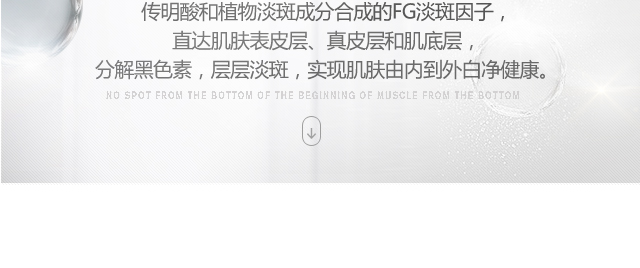 传明酸和植物淡斑成分合成的FG淡斑因子，
直达肌肤表皮层、真皮层和肌底层，
分解黑色素，层层淡斑，实现肌肤由内到外白净健康。
NO SPOT FROM THE BOTTOM OF THE BEGINNING OF MUSCLE FROM THE BOTTOM